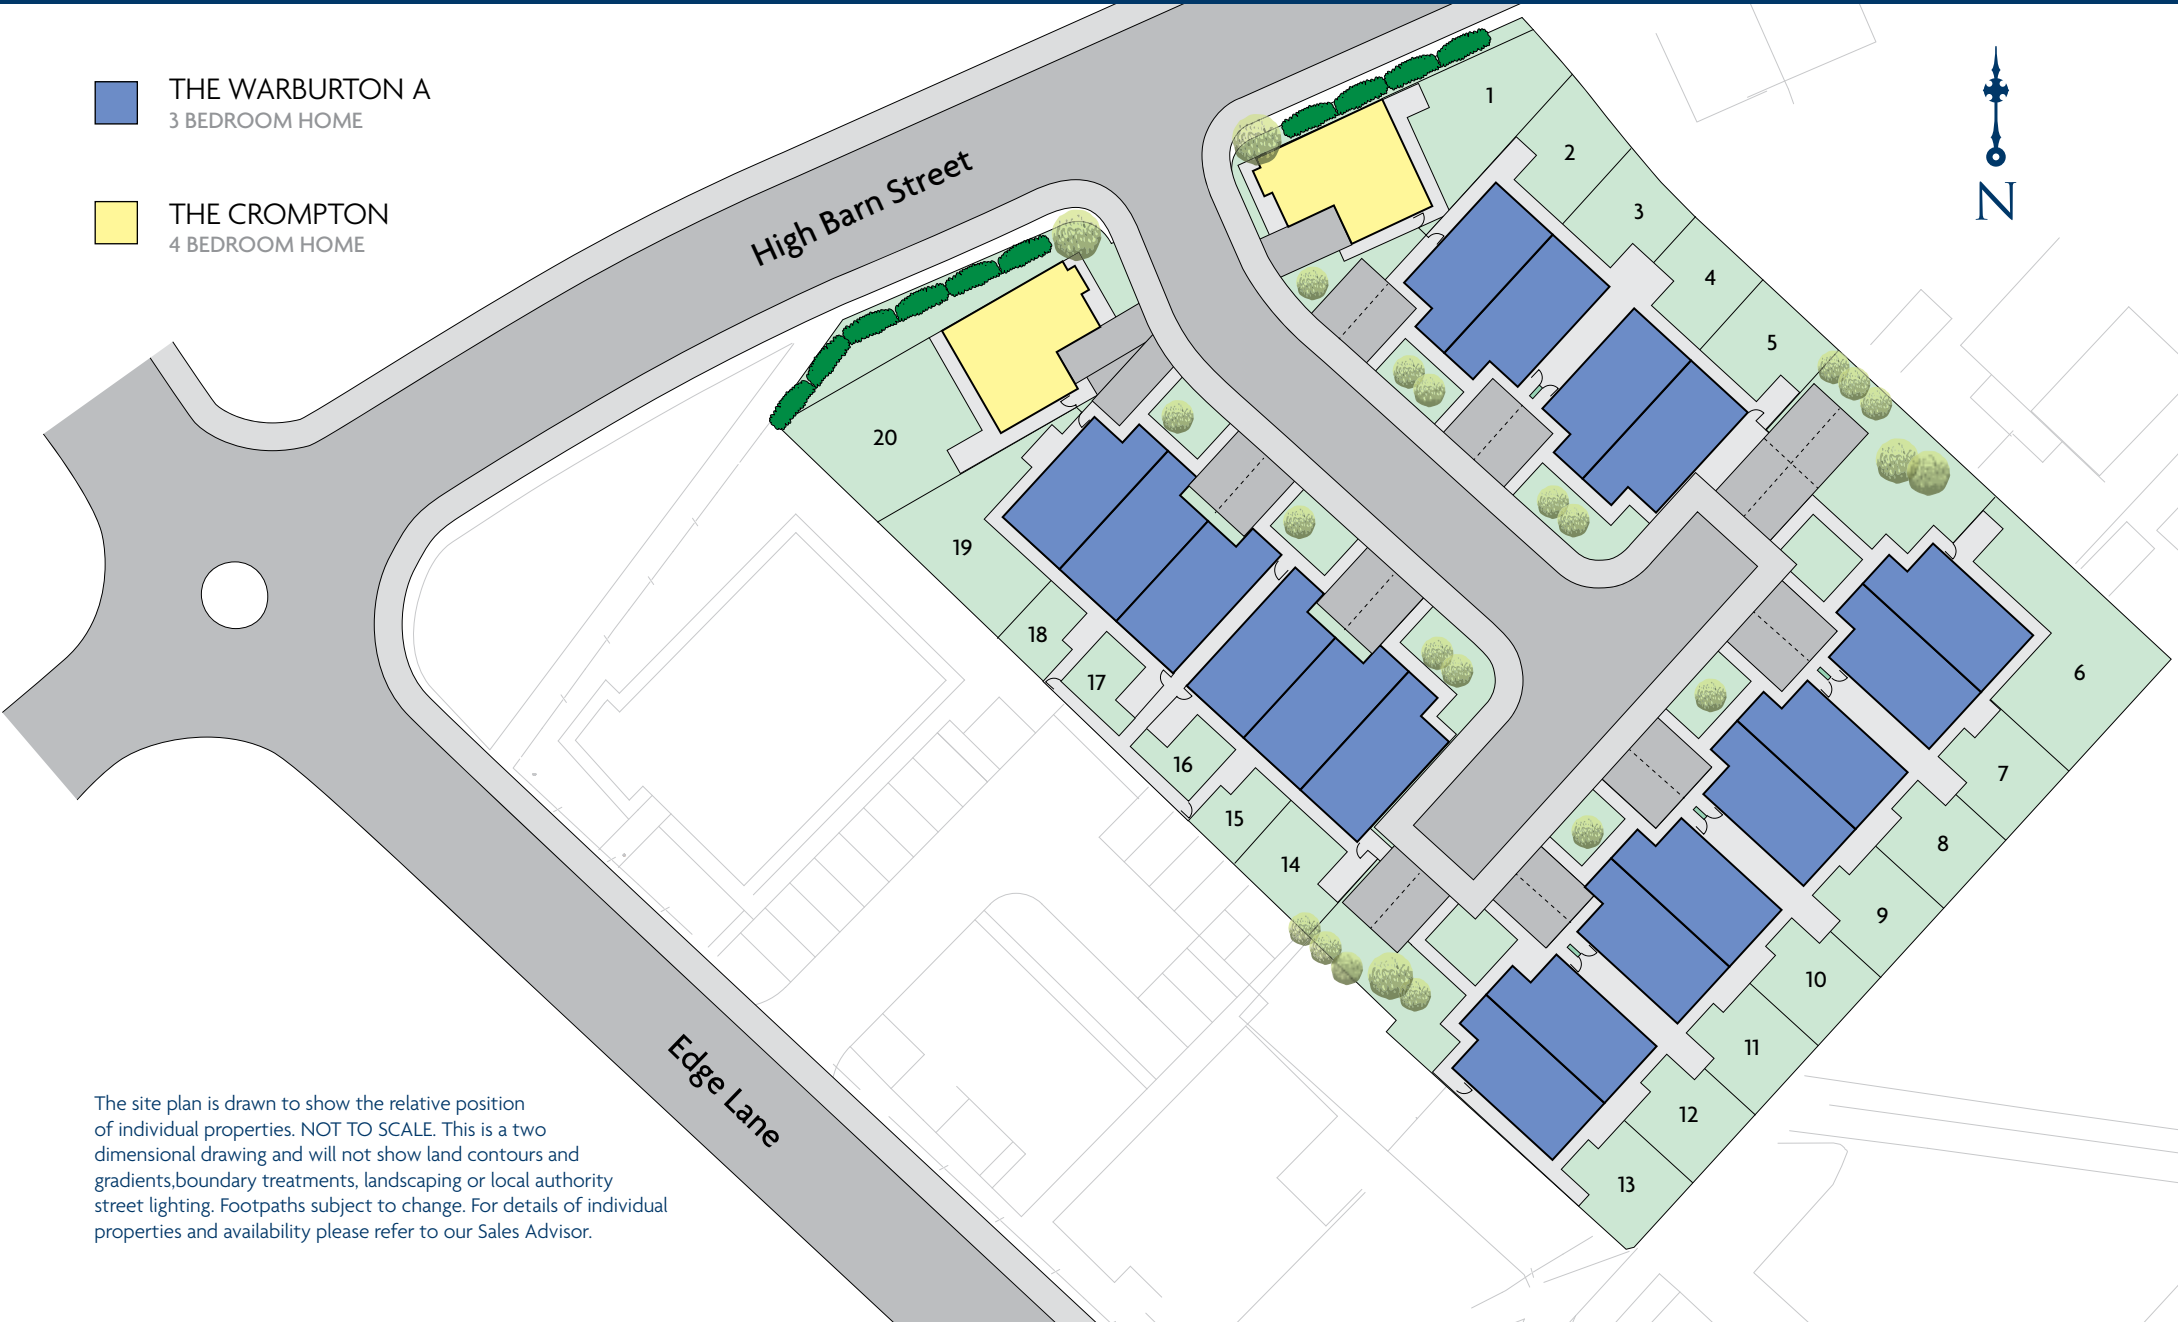 THE WARBURTON A
3 BEDROOM HOME
THE CROMPTON
4 BEDROOM HOME
High Barn Street
N
1
2
3
4
5
6
7
8
9
10
11
12
13
14
15
16
17
18
19
20
Edge Lane
The site plan is drawn to show the relative position
of individual properties. NOT TO SCALE. This is a two
dimensional drawing and will not show land contours and
gradients,boundary treatments, landscaping or local authority
street lighting. Footpaths subject to change. For details of individual
properties and availability please refer to our Sales Advisor.